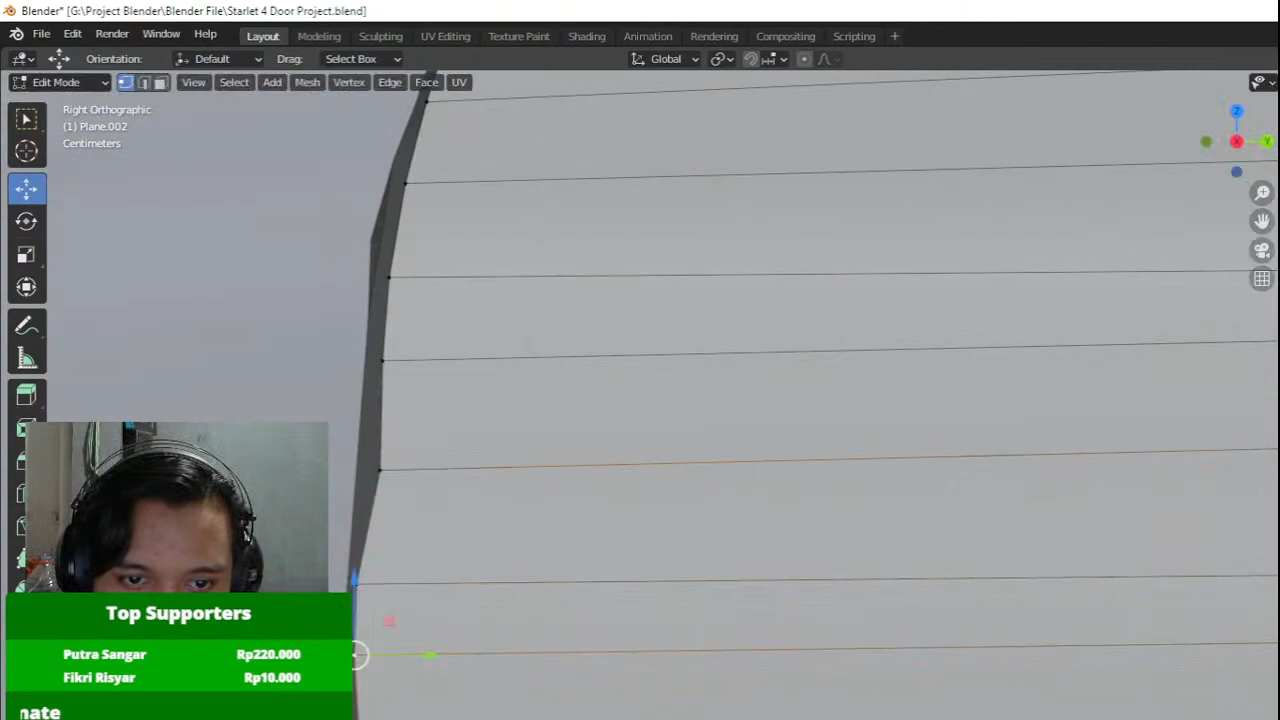 Blender* [G:\Project Blender\Blender File\Starlet 4 Door Project.blend]
File Edit Render Window Help Layout Modeling Sculpting UV Editing Texture Paint Shading Animation Rendering Compositing Scripting +
Orientation: Default Drag: Select Box Global
Edit Mode View Select Add Mesh Vertex Edge Face UV
Right Orthographic
(1) Plane.002
Centimeters
Z
X
Y
Top Supporters
Putra Sangar Rp220.000
Fikri Risyar Rp10.000